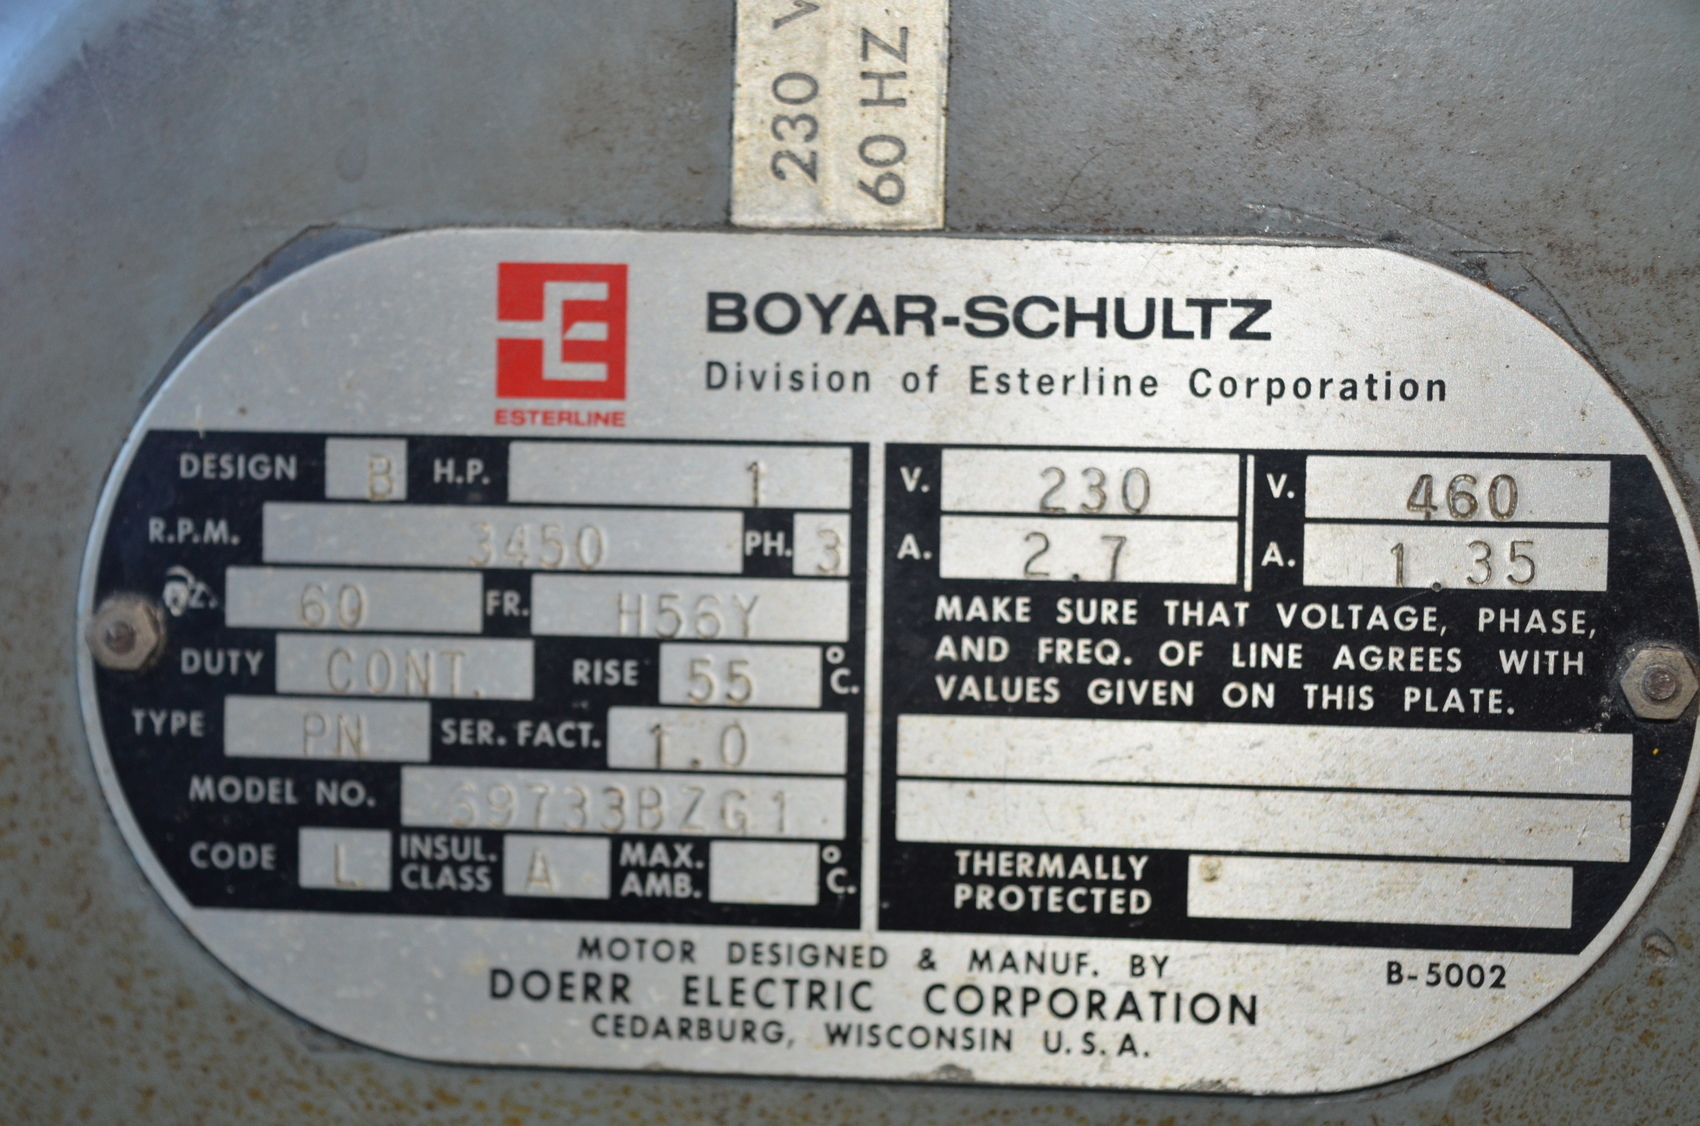 230 V
60 HZ
ESTERLINE
BOYAR-SCHULTZ
Division of Esterline Corporation
DESIGN B H.P. 1
R.P.M. 3450 PH. 3
60 FR. H56Y
DUTY CONT. RISE 55 °C.
TYPE PN SER. FACT. 1.0
MODEL NO. 69733BZG1
CODE L INSUL. CLASS A MAX. AMB. °C.
V. 230 V. 460
A. 2.7 A. 1.35
MAKE SURE THAT VOLTAGE, PHASE,
AND FREQ. OF LINE AGREES WITH
VALUES GIVEN ON THIS PLATE.
THERMALLY
PROTECTED
MOTOR DESIGNED & MANUF. BY
DOERR ELECTRIC CORPORATION
CEDARBURG, WISCONSIN U.S.A.
B-5002